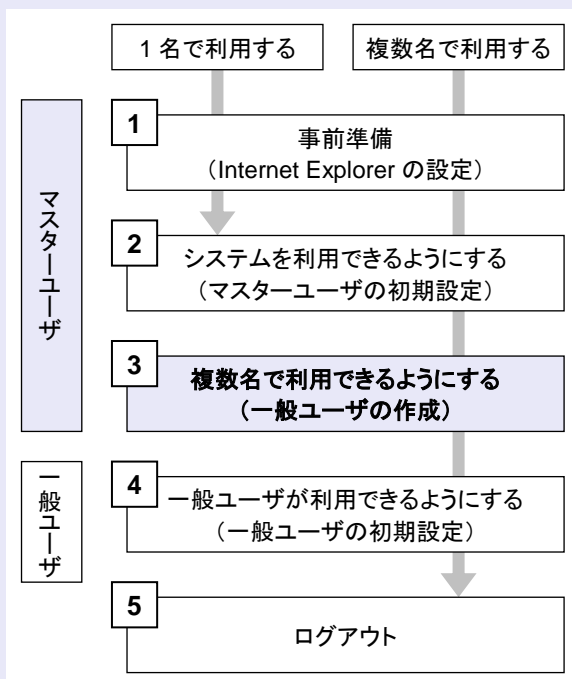 1 名で利用する
複数名で利用する
マスターユーザ
1
事前準備
（Internet Explorer の設定）
2
システムを利用できるようにする
（マスターユーザの初期設定）
3
複数名で利用できるようにする
（一般ユーザの作成）
一般ユーザ
4
一般ユーザが利用できるようにする
（一般ユーザの初期設定）
5
ログアウト